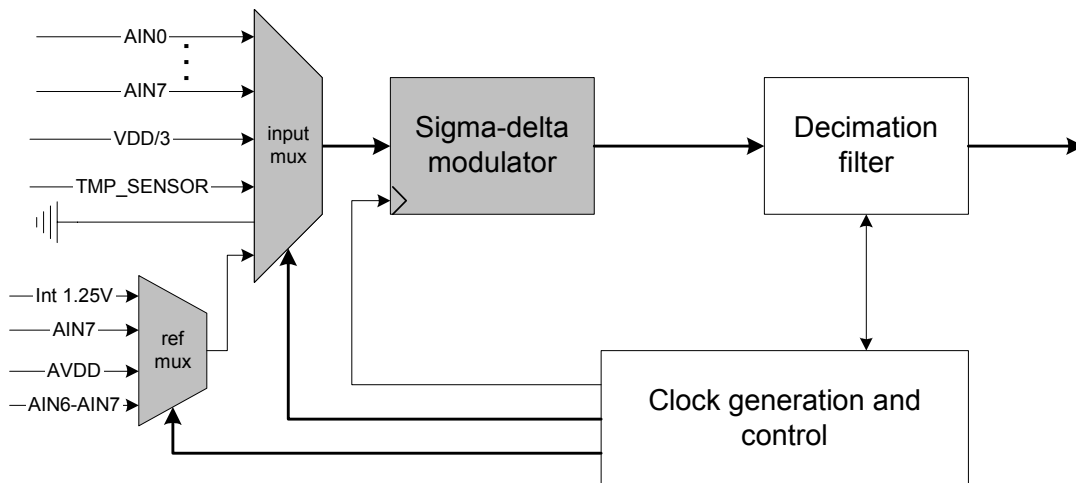 AIN0
AIN7
VDD/3
TMP_SENSOR
input
mux
Sigma-delta
modulator
Decimation
filter
Int 1.25V
AIN7
AVDD
AIN6-AIN7
ref
mux
Clock generation and
control